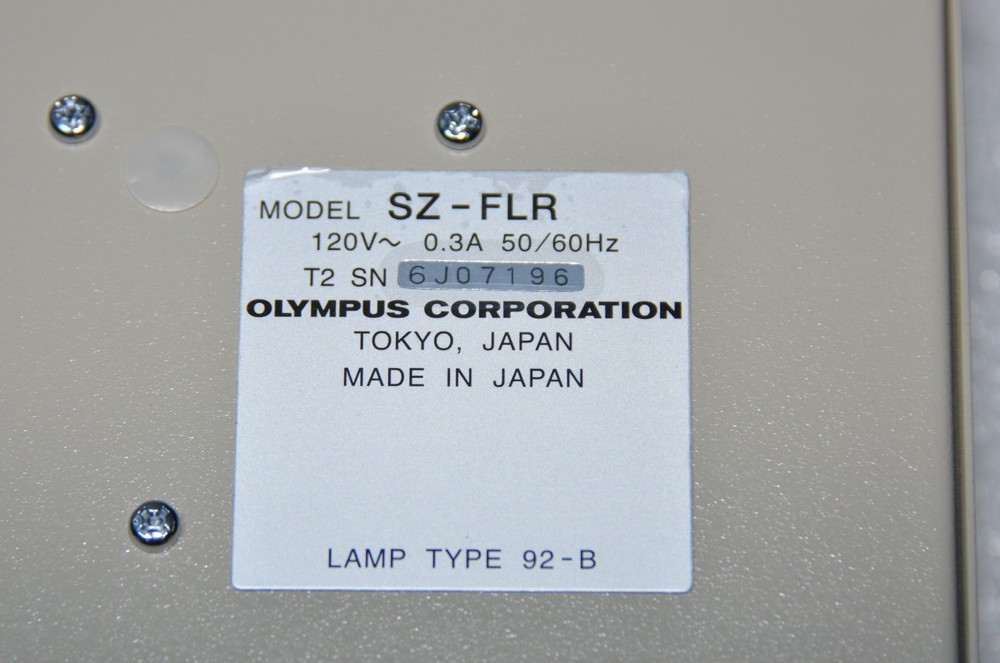 MODEL SZ-FLR
120V~ 0.3A 50/60Hz
T2 SN 6J07196
OLYMPUS CORPORATION
TOKYO, JAPAN
MADE IN JAPAN
LAMP TYPE 92-B